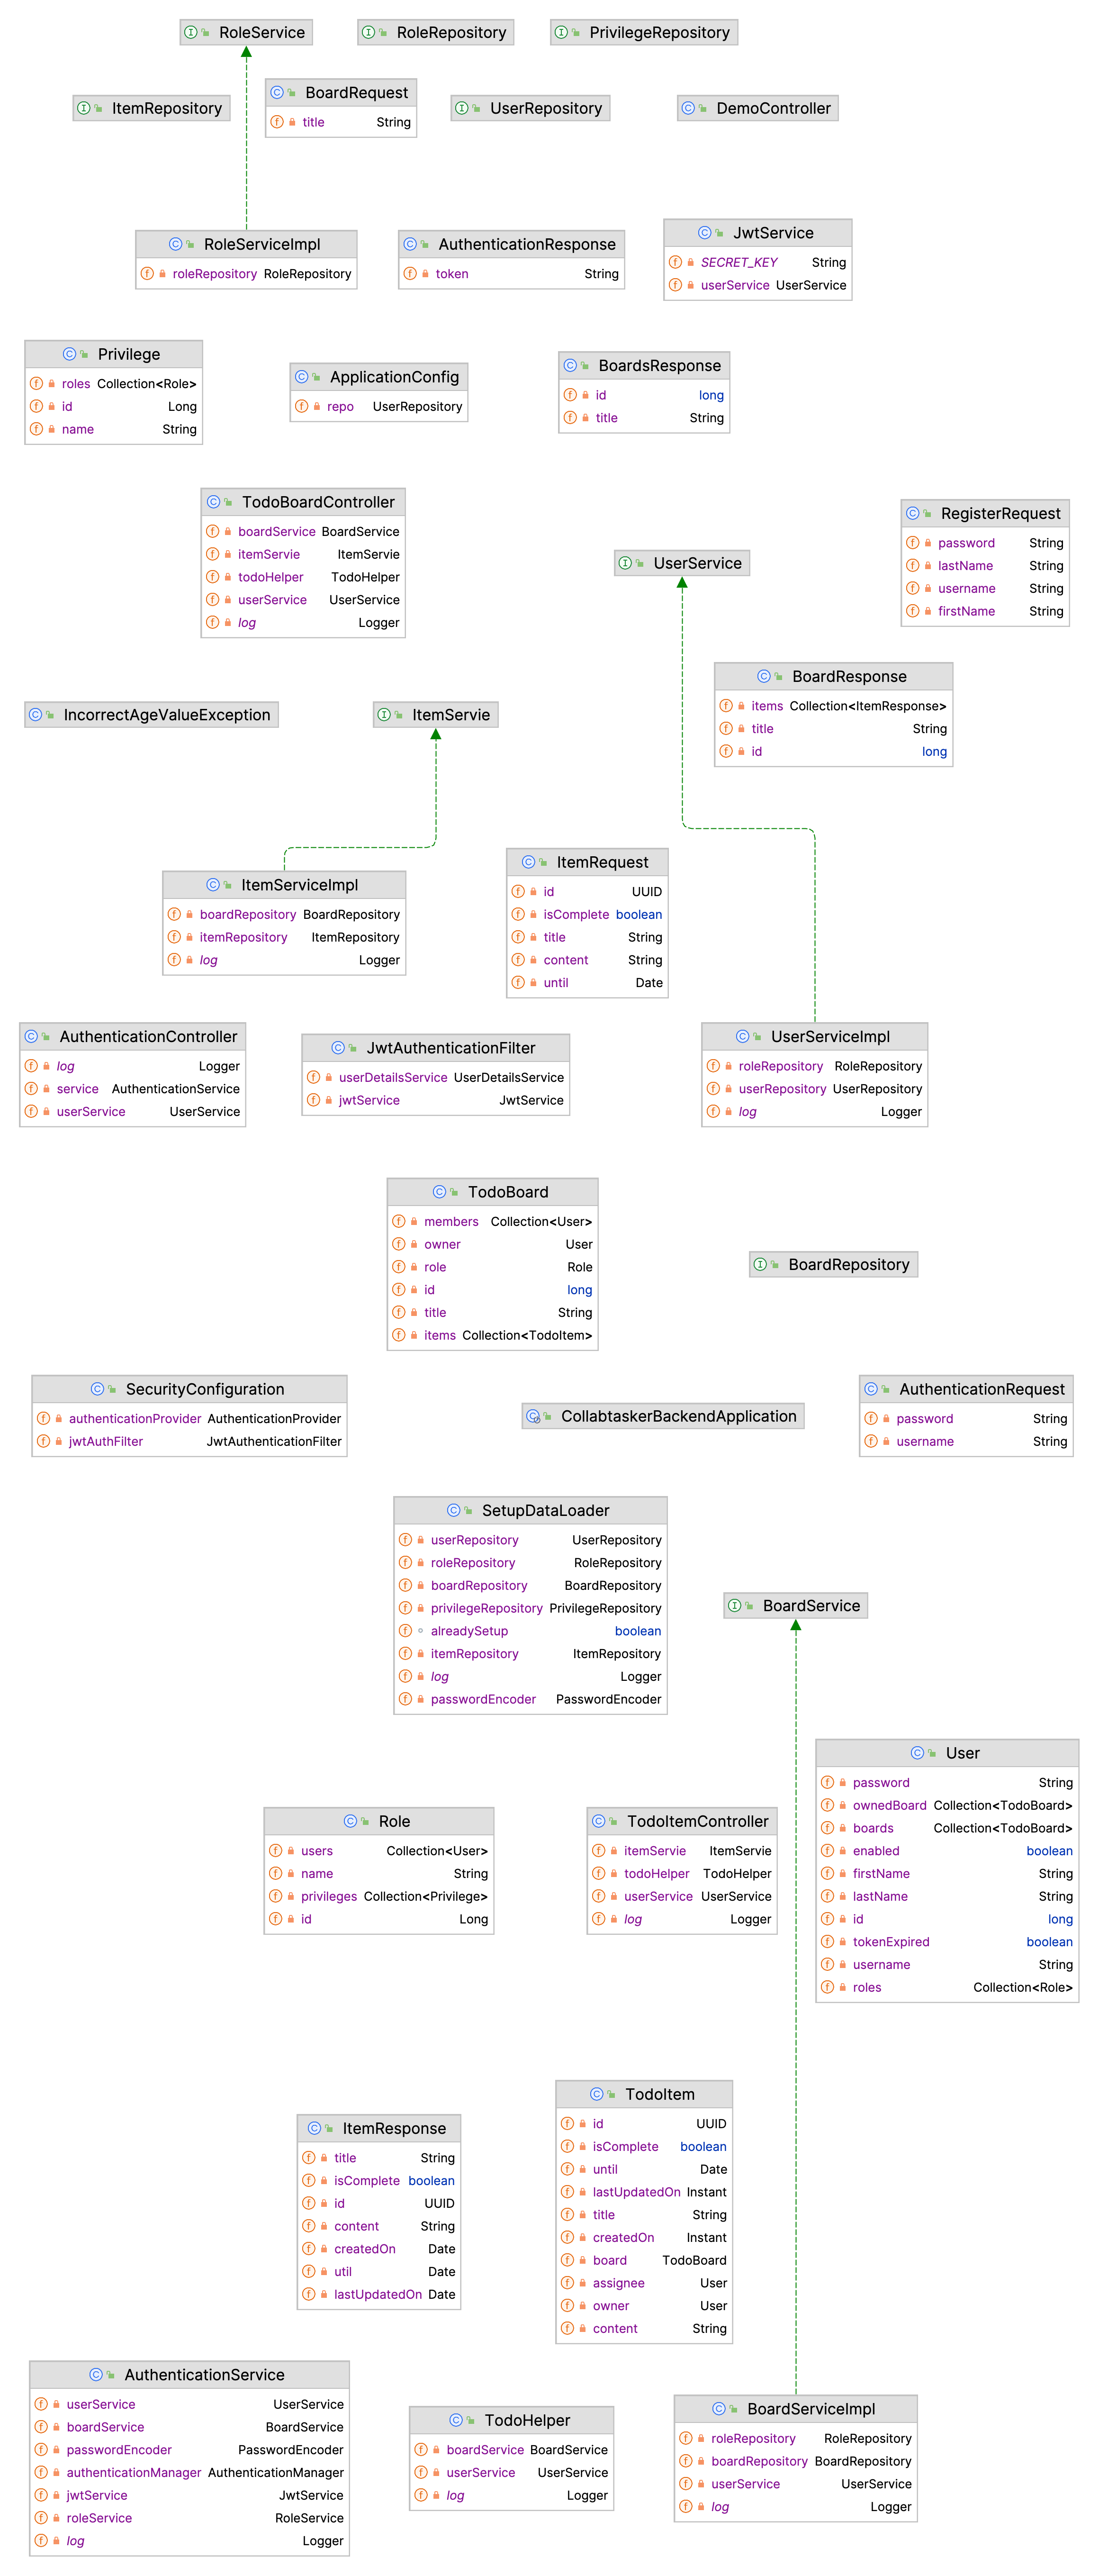 RoleService
RoleRepository
PrivilegeRepository
ItemRepository
BoardRequest
title String
UserRepository
DemoController
RoleServiceImpl
roleRepository RoleRepository
AuthenticationResponse
token String
JwtService
SECRET_KEY String
userService UserService
Privilege
roles Collection<Role>
id Long
name String
ApplicationConfig
repo UserRepository
BoardsResponse
id long
title String
TodoBoardController
boardService BoardService
itemServie ItemServie
todoHelper TodoHelper
userService UserService
log Logger
UserService
RegisterRequest
password String
lastName String
username String
firstName String
BoardResponse
items Collection<ItemResponse>
title String
id long
IncorrectAgeValueException
ItemServie
ItemServiceImpl
boardRepository BoardRepository
itemRepository ItemRepository
log Logger
ItemRequest
id UUID
isComplete boolean
title String
content String
until Date
AuthenticationController
log Logger
service AuthenticationService
userService UserService
JwtAuthenticationFilter
userDetailsService UserDetailsService
jwtService JwtService
UserServiceImpl
roleRepository RoleRepository
userRepository UserRepository
log Logger
TodoBoard
members Collection<User>
owner User
role Role
id long
title String
items Collection<TodoItem>
BoardRepository
SecurityConfiguration
authenticationProvider AuthenticationProvider
jwtAuthFilter JwtAuthenticationFilter
CollabtaskerBackendApplication
AuthenticationRequest
password String
username String
SetupDataLoader
userRepository UserRepository
roleRepository RoleRepository
boardRepository BoardRepository
privilegeRepository PrivilegeRepository
alreadySetup boolean
itemRepository ItemRepository
log Logger
passwordEncoder PasswordEncoder
BoardService
User
password String
ownedBoard Collection<TodoBoard>
boards Collection<TodoBoard>
enabled boolean
firstName String
lastName String
id long
tokenExpired boolean
username String
roles Collection<Role>
Role
users Collection<User>
name String
privileges Collection<Privilege>
id Long
TodoItemController
itemServie ItemServie
todoHelper TodoHelper
userService UserService
log Logger
TodoItem
id UUID
isComplete boolean
until Date
lastUpdatedOn Instant
title String
createdOn Instant
board TodoBoard
assignee User
owner User
content String
ItemResponse
title String
isComplete boolean
id UUID
content String
createdOn Date
util Date
lastUpdatedOn Date
AuthenticationService
userService UserService
boardService BoardService
passwordEncoder PasswordEncoder
authenticationManager AuthenticationManager
jwtService JwtService
roleService RoleService
log Logger
TodoHelper
boardService BoardService
userService UserService
log Logger
BoardServiceImpl
roleRepository RoleRepository
boardRepository BoardRepository
userService UserService
log Logger